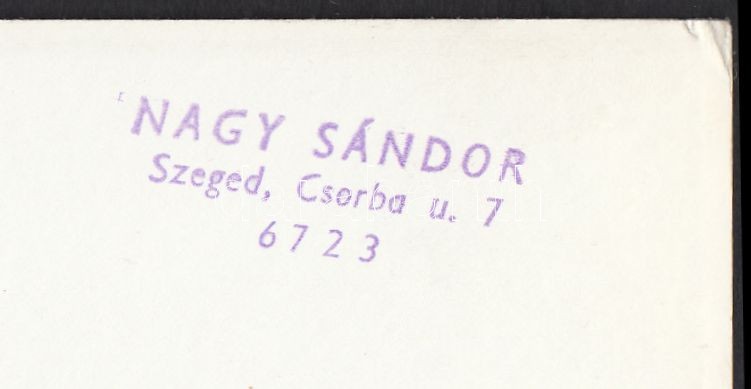 NAGY SÁNDOR
Szeged, Csorba u. 7
6723